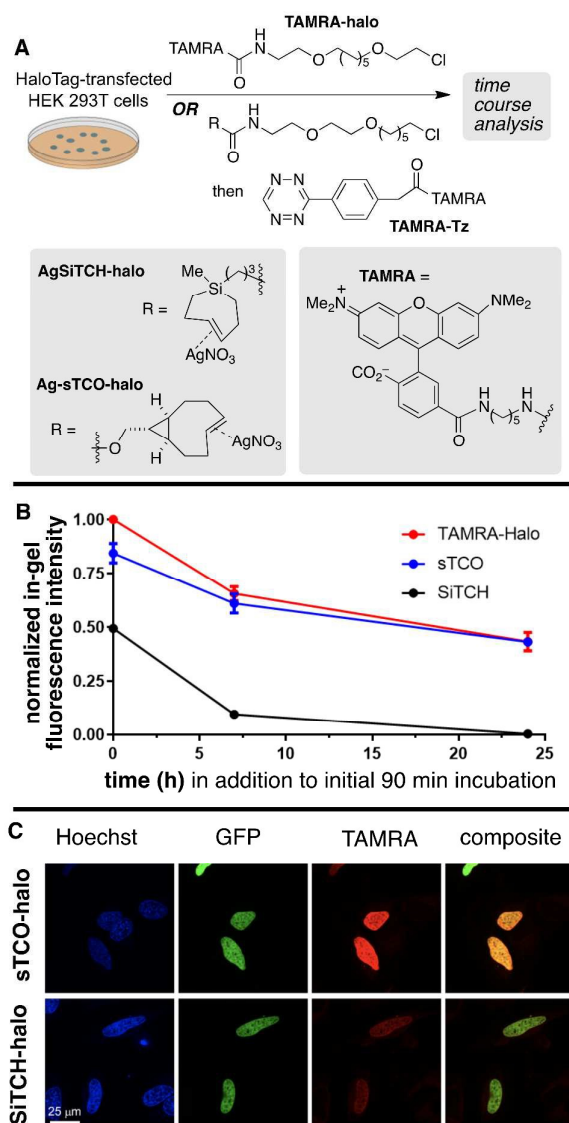 A
TAMRA-halo
TAMRA
H
N
O
O
( )5
O
Cl
HaloTag-transfected
HEK 293T cells
OR
time
course
analysis
R
H
N
O
O
O
( )5
Cl
then
N
N
N
N
O
TAMRA
TAMRA-Tz
AgSiTCH-halo
Me
( )3
Si
R =
AgNO3
Ag-sTCO-halo
R =
O
H
H
AgNO3
TAMRA =
Me2N
+
O
NMe2
CO2−
H
N
( )5
H
N
O
B
normalized in-gel
fluorescence intensity
1.00
0.75
0.50
0.25
0.00
TAMRA-Halo
sTCO
SiTCH
0 5 10 15 20 25
time (h) in addition to initial 90 min incubation
C
Hoechst GFP TAMRA composite
sTCO-halo
SiTCH-halo
25 μm